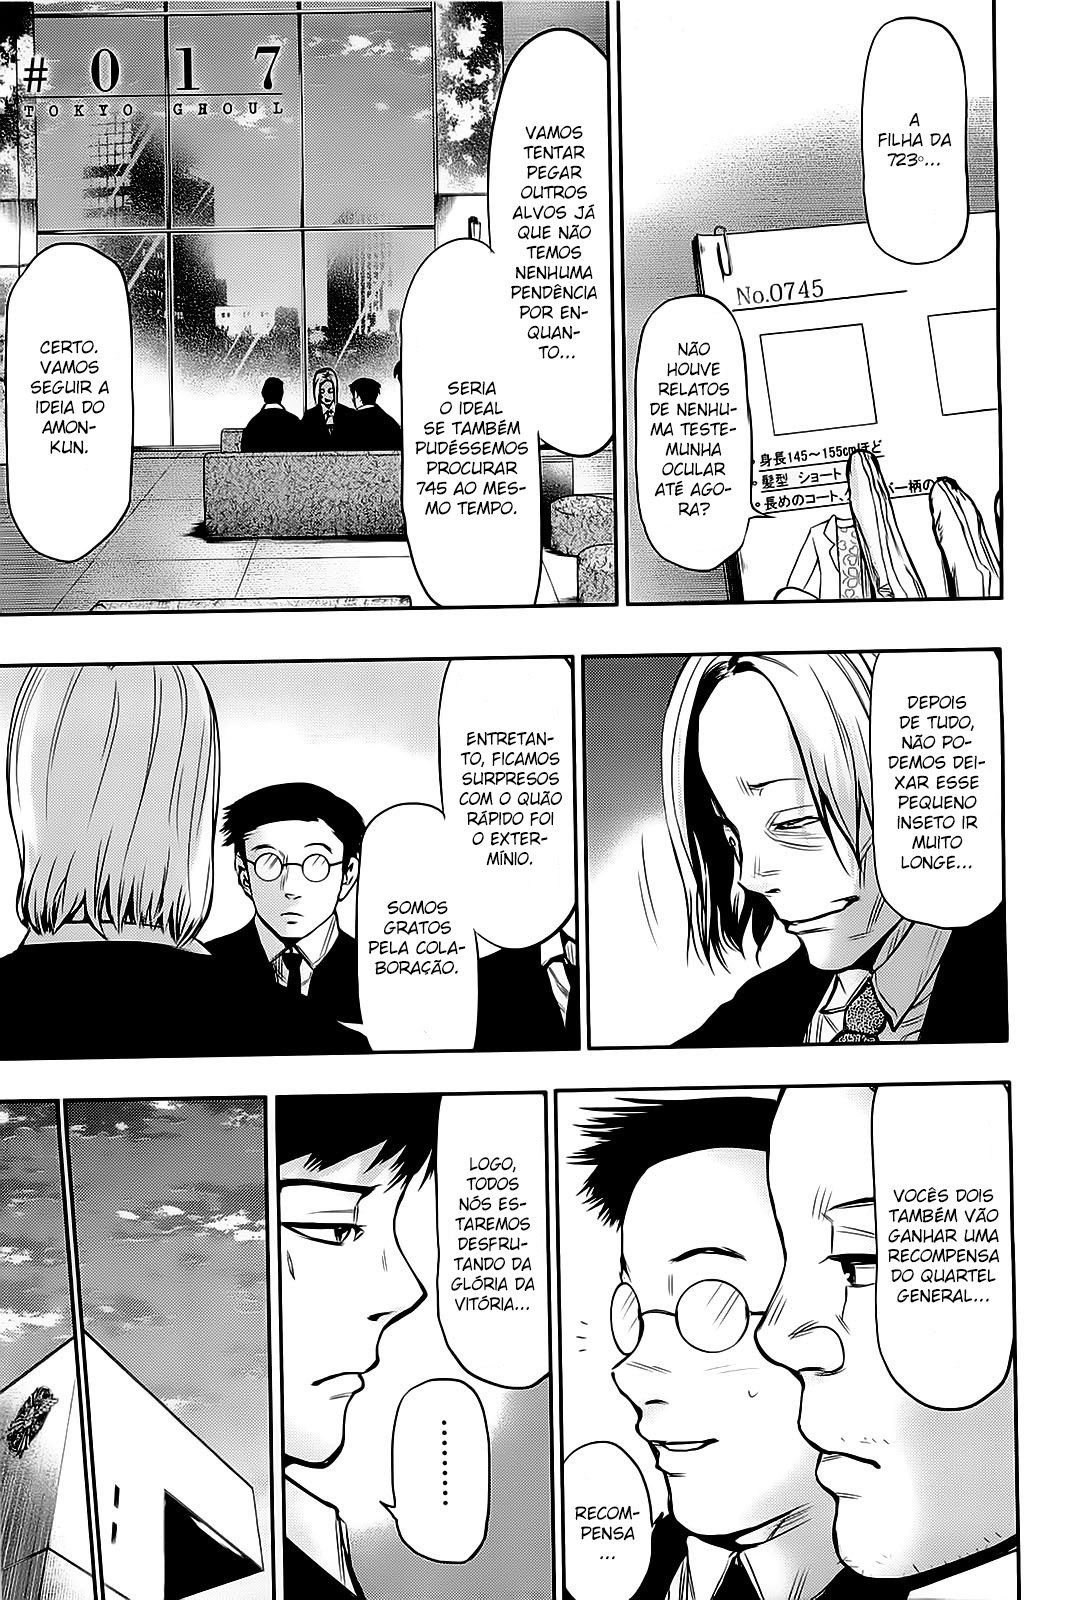 A
FILHA DA
723°...
No.0745
NÃO
HOUVE
RELATOS
DE NENHU-
MA TESTE-
MUNHA
OCULAR
ATÉ AGO-
RA?
・身長145〜155cmほど
・髪型 ショート
・長めのコート、
バー柄の
#017
TOKYO GHOUL
VAMOS
TENTAR
PEGAR
OUTROS
ALVOS JÁ
QUE NÃO
TEMOS
NENHUMA
PENDÊNCIA
POR EN-
QUAN-
TO...
SERIA
O IDEAL
SE TAMBÉM
PUDÉSSEMOS
PROCURAR
745 AO MES-
MO TEMPO.
CERTO.
VAMOS
SEGUIR A
IDEIA DO
AMON-
KUN.
DEPOIS
DE TUDO,
NÃO PO-
DEMOS DEI-
XAR ESSE
PEQUENO
INSETO IR
MUITO
LONGE...
ENTRETAN-
TO, FICAMOS
SURPRESOS
COM O QUÃO
RÁPIDO FOI
O EXTER-
MÍNIO.
SOMOS
GRATOS
PELA COLA-
BORAÇÃO.
VOCÊS DOIS
TAMBÉM VÃO
GANHAR UMA
RECOMPENSA
DO QUARTEL
GENERAL...
RECOM-
PENSA
...
LOGO,
TODOS
NÓS ES-
TAREMOS
DESFRU-
TANDO DA
GLÓRIA DA
VITÓRIA...
.........